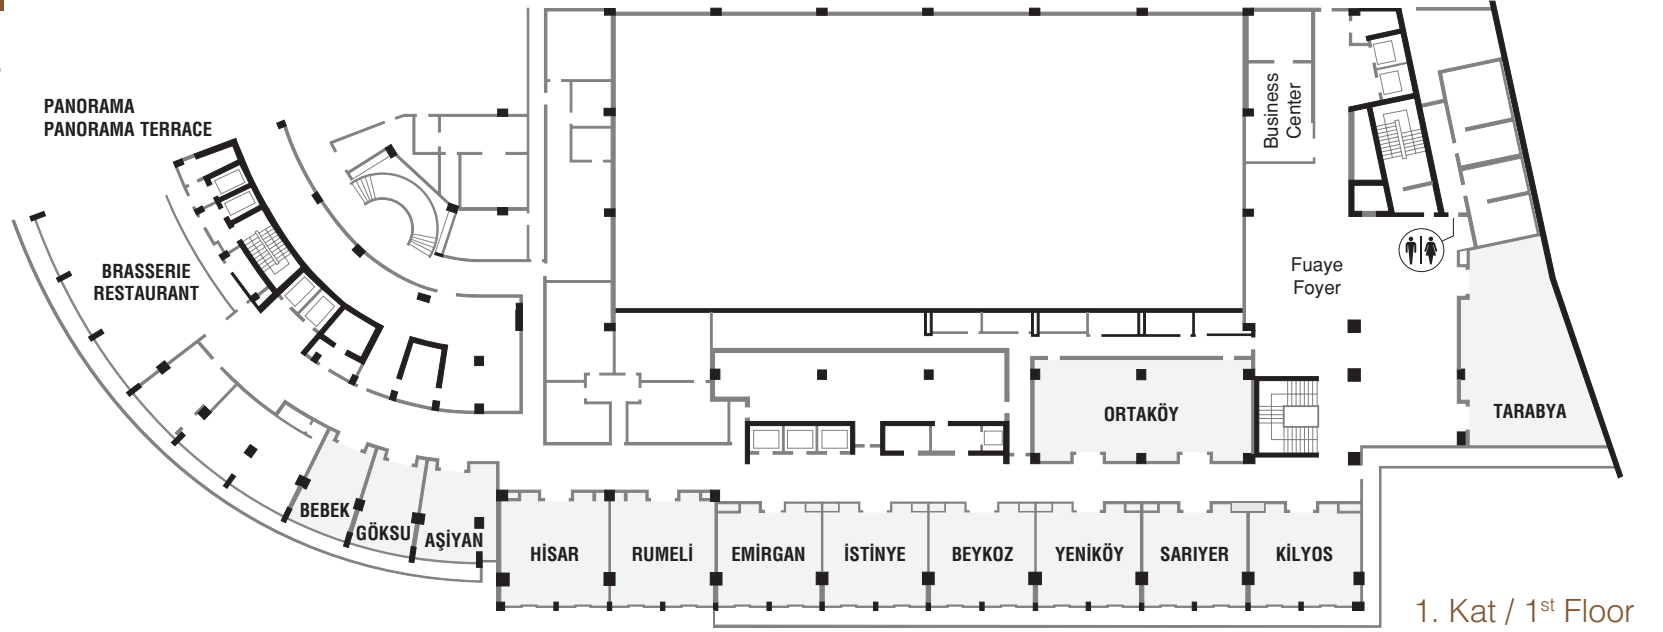 PANORAMA
PANORAMA TERRACE
BRASSERIE
RESTAURANT
Business
Center
Fuaye
Foyer
ORTAKÖY
TARABYA
BEBEK
GÖKSU
AŞİYAN
HİSAR
RUMELİ
EMİRGAN
İSTİNYE
BEYKOZ
YENİKÖY
SARIYER
KİLYOS
1. Kat / 1st Floor